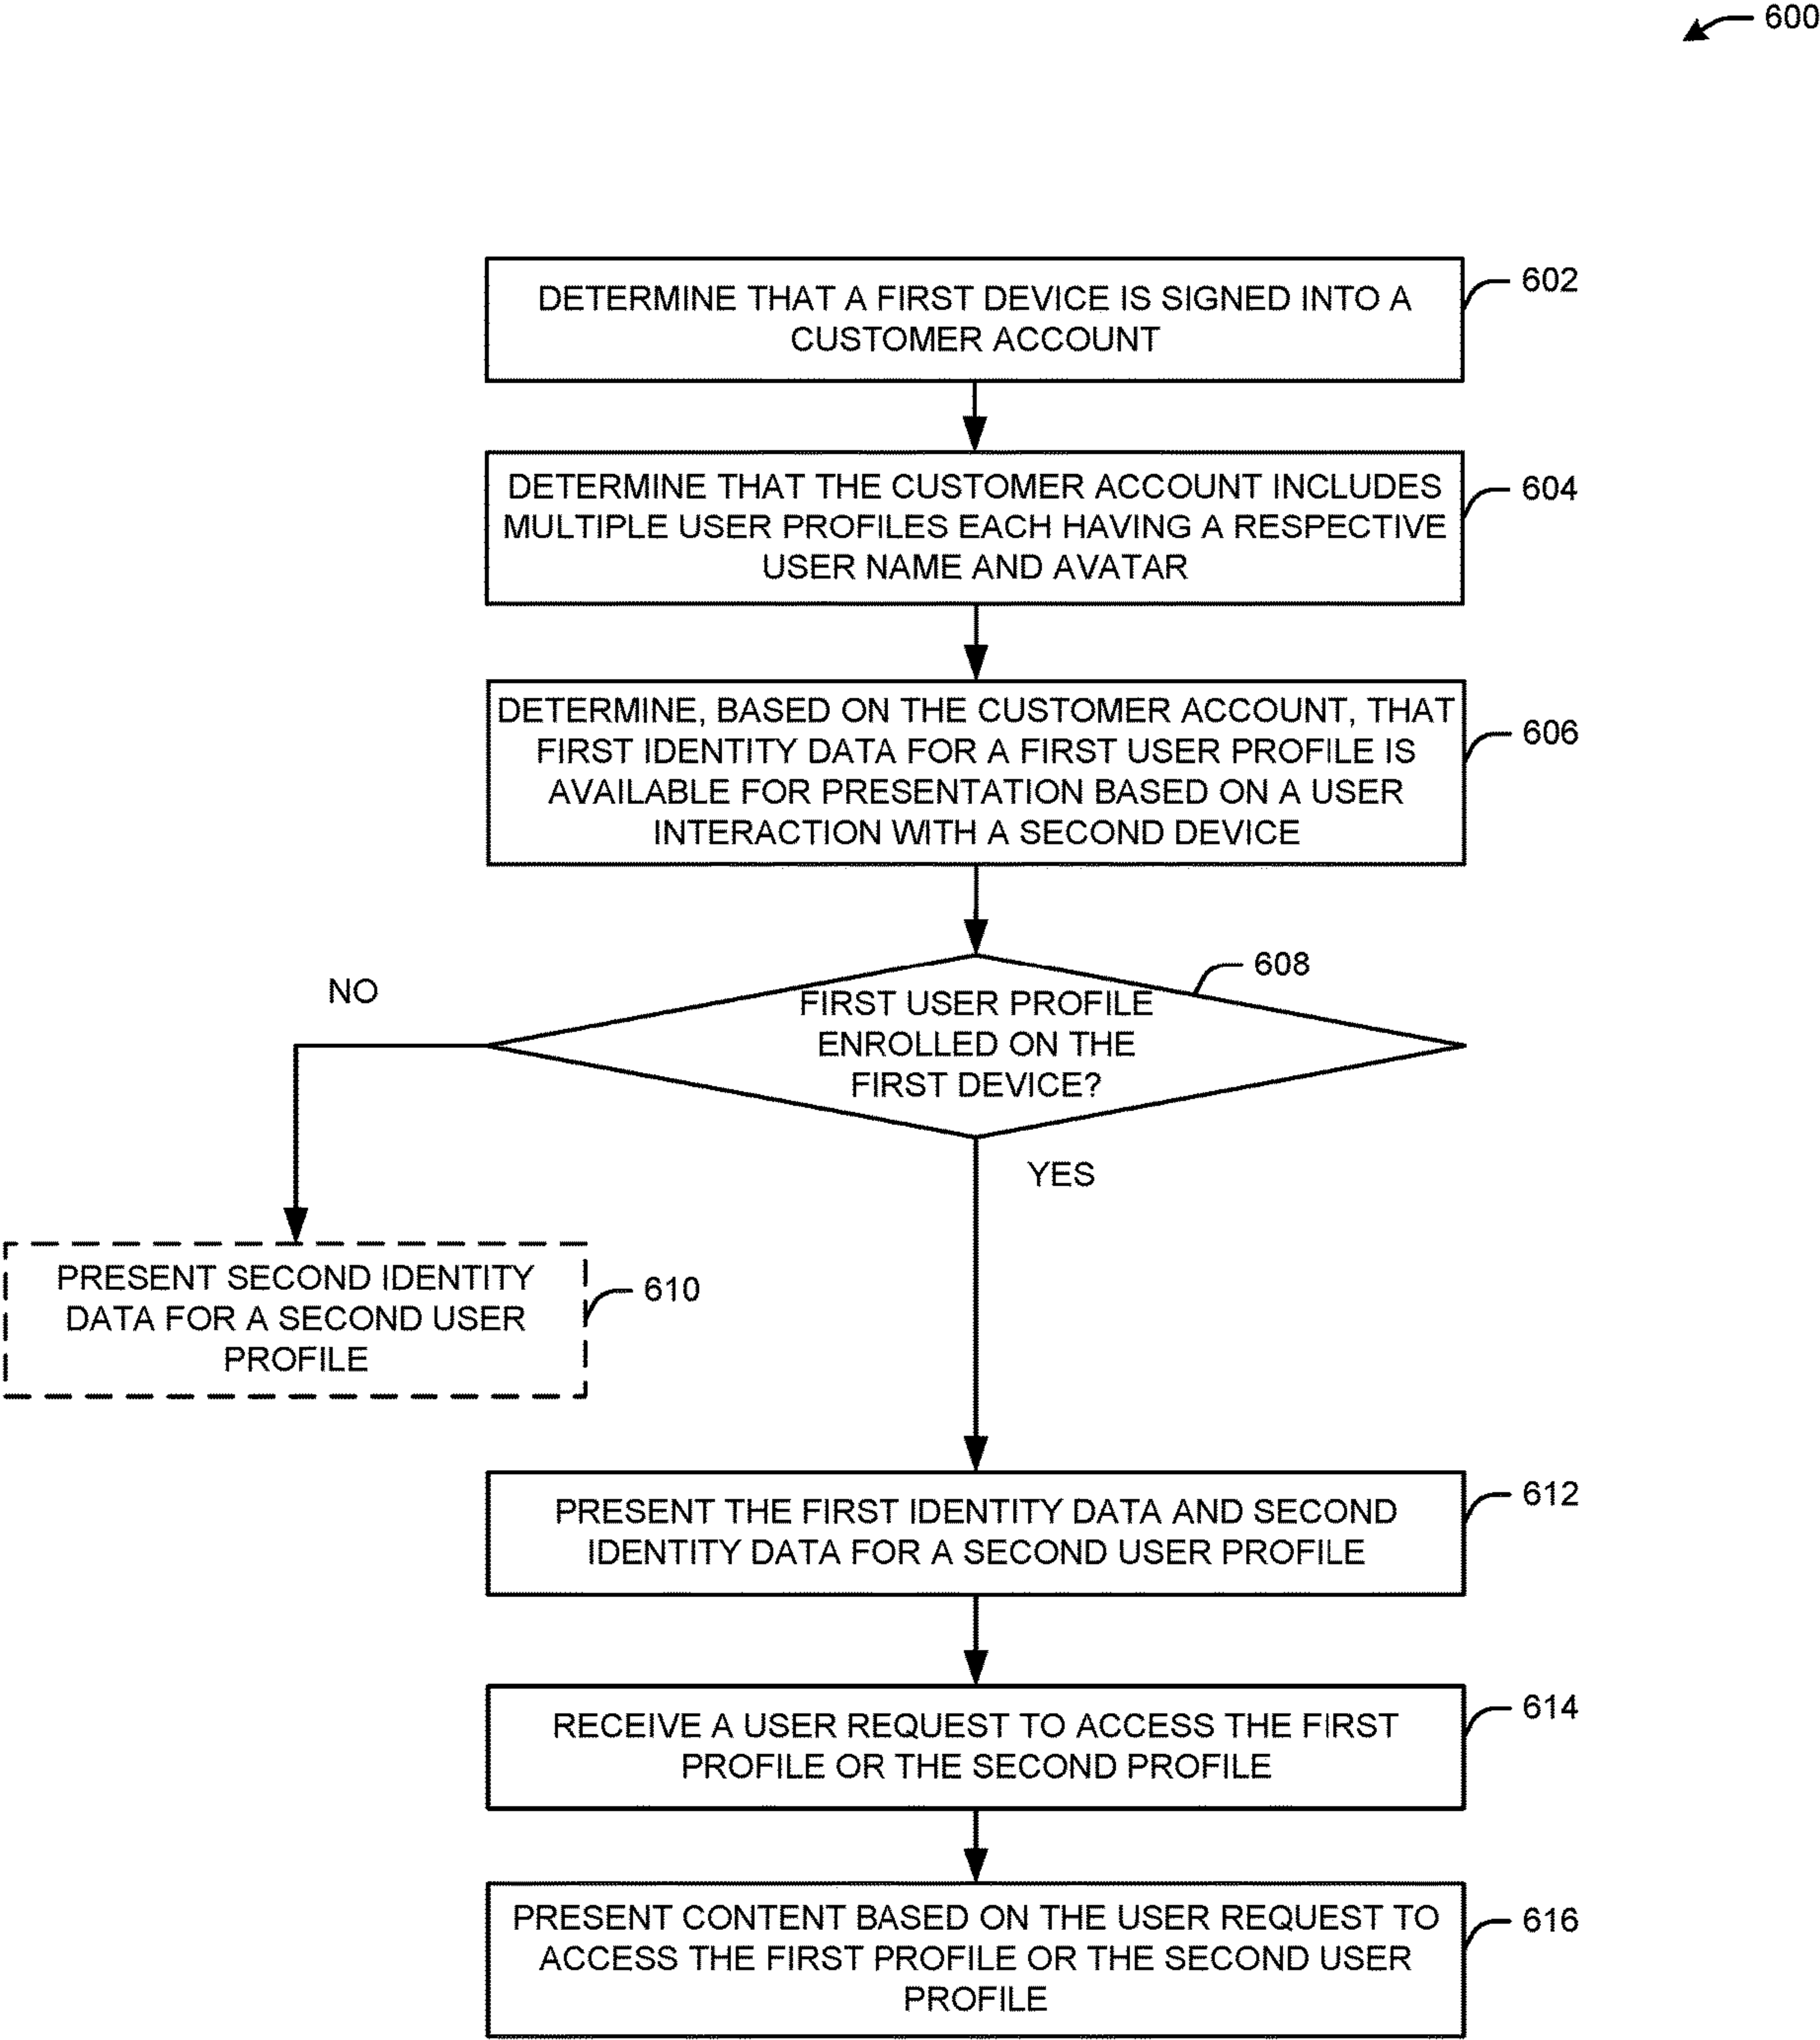 600
DETERMINE THAT A FIRST DEVICE IS SIGNED INTO A
CUSTOMER ACCOUNT
602
DETERMINE THAT THE CUSTOMER ACCOUNT INCLUDES
MULTIPLE USER PROFILES EACH HAVING A RESPECTIVE
USER NAME AND AVATAR
604
DETERMINE, BASED ON THE CUSTOMER ACCOUNT, THAT
FIRST IDENTITY DATA FOR A FIRST USER PROFILE IS
AVAILABLE FOR PRESENTATION BASED ON A USER
INTERACTION WITH A SECOND DEVICE
606
FIRST USER PROFILE
ENROLLED ON THE
FIRST DEVICE?
608
NO
YES
PRESENT SECOND IDENTITY
DATA FOR A SECOND USER
PROFILE
610
PRESENT THE FIRST IDENTITY DATA AND SECOND
IDENTITY DATA FOR A SECOND USER PROFILE
612
RECEIVE A USER REQUEST TO ACCESS THE FIRST
PROFILE OR THE SECOND PROFILE
614
PRESENT CONTENT BASED ON THE USER REQUEST TO
ACCESS THE FIRST PROFILE OR THE SECOND USER
PROFILE
616